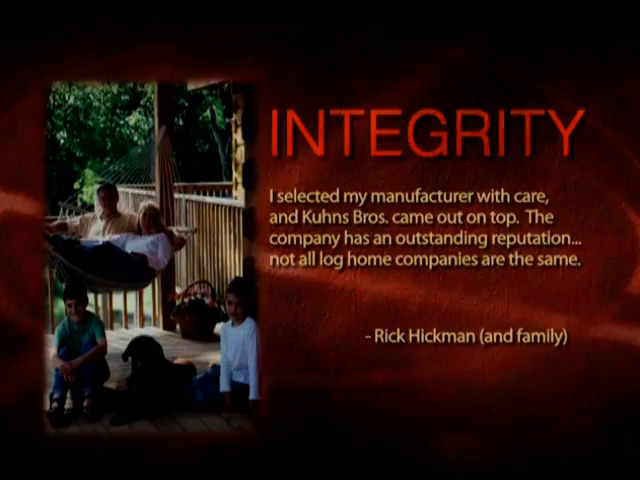 INTEGRITY
I selected my manufacturer with care,
and Kuhns Bros. came out on top.  The
company has an outstanding reputation...
not all log home companies are the same.
- Rick Hickman (and family)